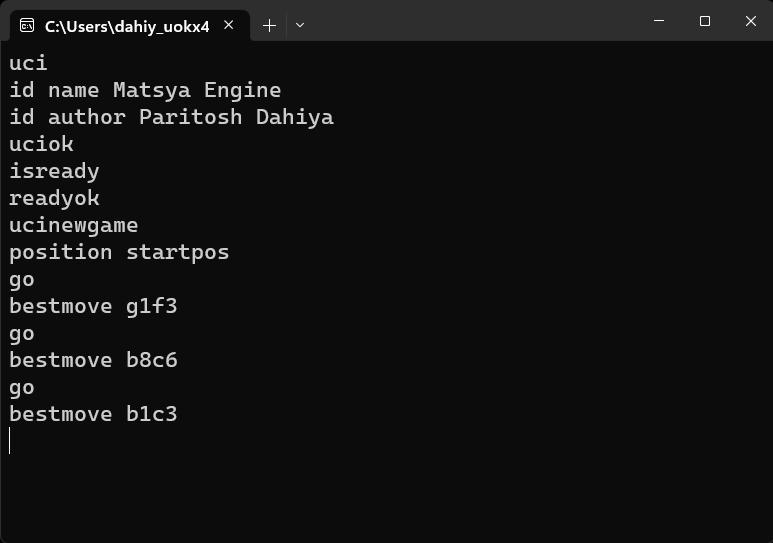 C:\Users\dahiy_uokx4
uci
id name Matsya Engine
id author Paritosh Dahiya
uciok
isready
readyok
ucinewgame
position startpos
go
bestmove g1f3
go
bestmove b8c6
go
bestmove b1c3